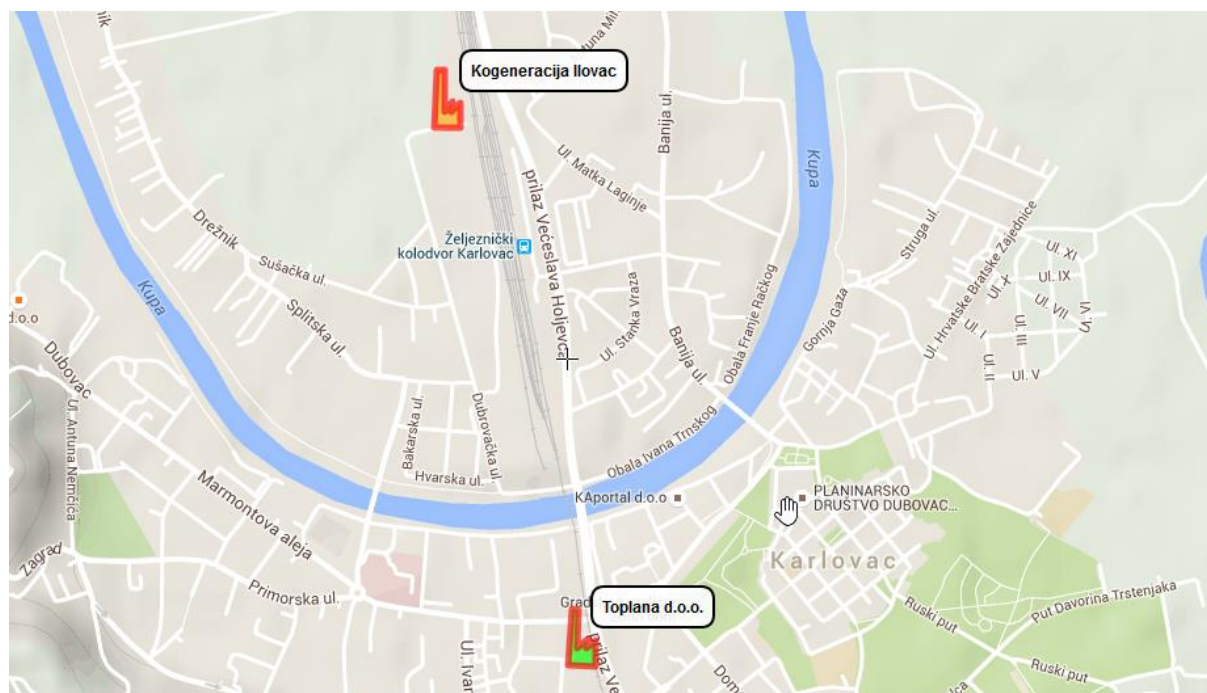 Kogeneracija Ilovac
Banija ul.
Ul. Matka Laginje
prilaz Većeslava Holjevca
Kupa
Željeznički
kolodvor Karlovac
Drežnik
Sušačka ul.
Splitska ul.
Kupa
d.o.o
Dubovac
Ul. Antuna Nemčića
Struga ul.
Ul. Hrvatske Bratske Zajednice
Ul. XI
Ul. IX
Ul. X
Ul. VII
Ul. VI
Ul. I
Ul. III
Ul. II
Ul. V
Gornja Gaza
Obala Franje Račkog
Ul. Stanka Vraza
Banija ul.
Bakarska ul.
Dubrovačka ul.
Hvarska ul.
Obala Ivana Trnskog
KAportal d.o.o
PLANINARSKO
DRUŠTVO DUBOVAC...
Karlovac
Marmontova aleja
Zagrad
Primorska ul.
Toplana d.o.o.
Grad
Ruski put
Put Davorina Trstenjaka
Ruski put